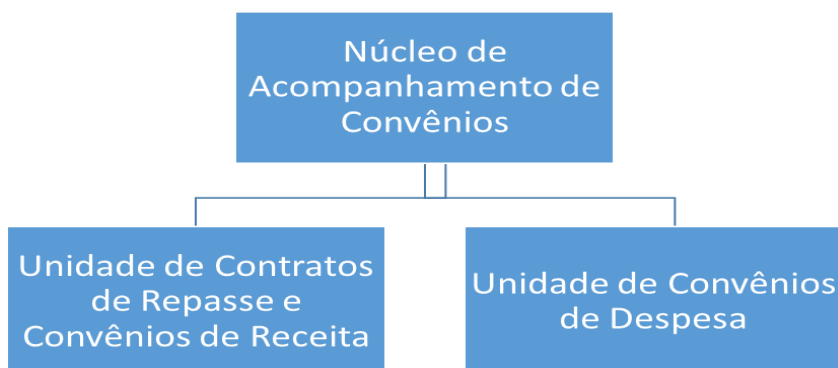 Núcleo de
Acompanhamento de
Convênios
Unidade de Contratos
de Repasse e
Convênios de Receita
Unidade de Convênios
de Despesa